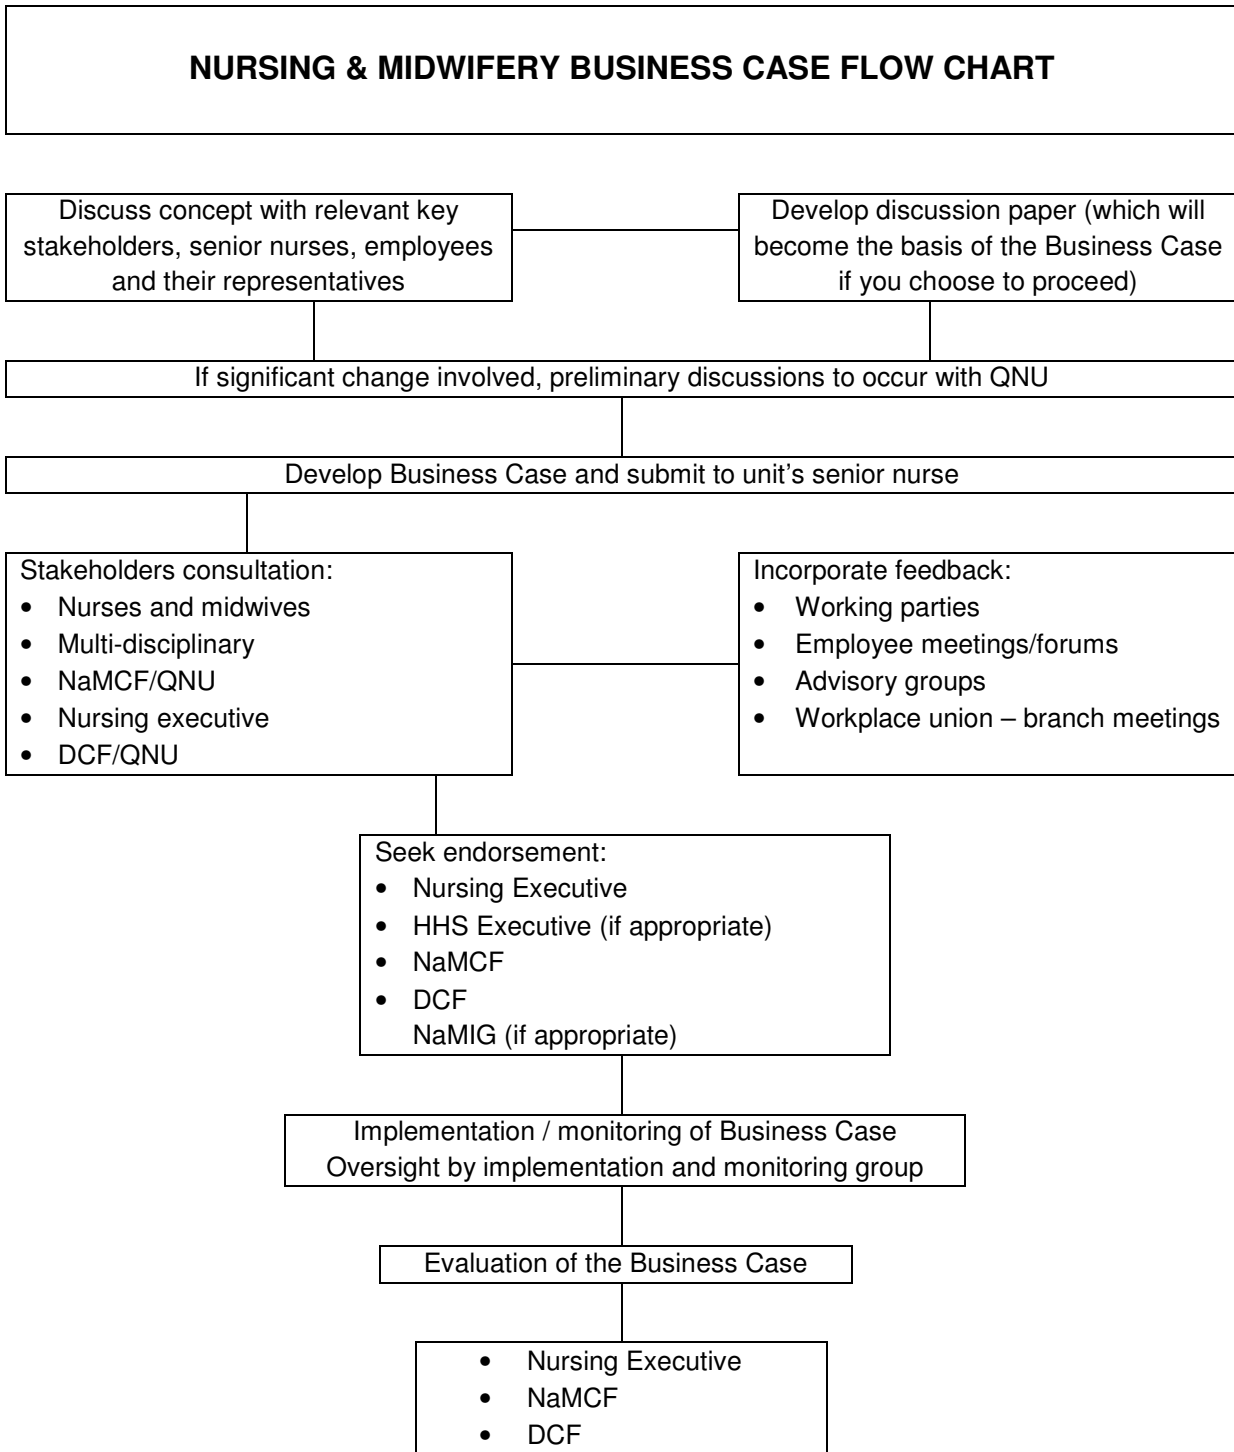 NURSING & MIDWIFERY BUSINESS CASE FLOW CHART
Discuss concept with relevant key
stakeholders, senior nurses, employees
and their representatives
Develop discussion paper (which will
become the basis of the Business Case
if you choose to proceed)
If significant change involved, preliminary discussions to occur with QNU
Develop Business Case and submit to unit's senior nurse
Stakeholders consultation:
• Nurses and midwives
• Multi-disciplinary
• NaMCF/QNU
• Nursing executive
• DCF/QNU
Incorporate feedback:
• Working parties
• Employee meetings/forums
• Advisory groups
• Workplace union – branch meetings
Seek endorsement:
• Nursing Executive
• HHS Executive (if appropriate)
• NaMCF
• DCF
NaMIG (if appropriate)
Implementation / monitoring of Business Case
Oversight by implementation and monitoring group
Evaluation of the Business Case
• Nursing Executive
• NaMCF
• DCF